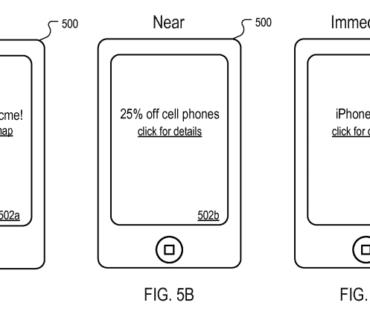 500
Near
500
Immed
cme!
map
25% off cell phones
click for details
iPhone
click for d
502a
502b
FIG. 5B
FIG.